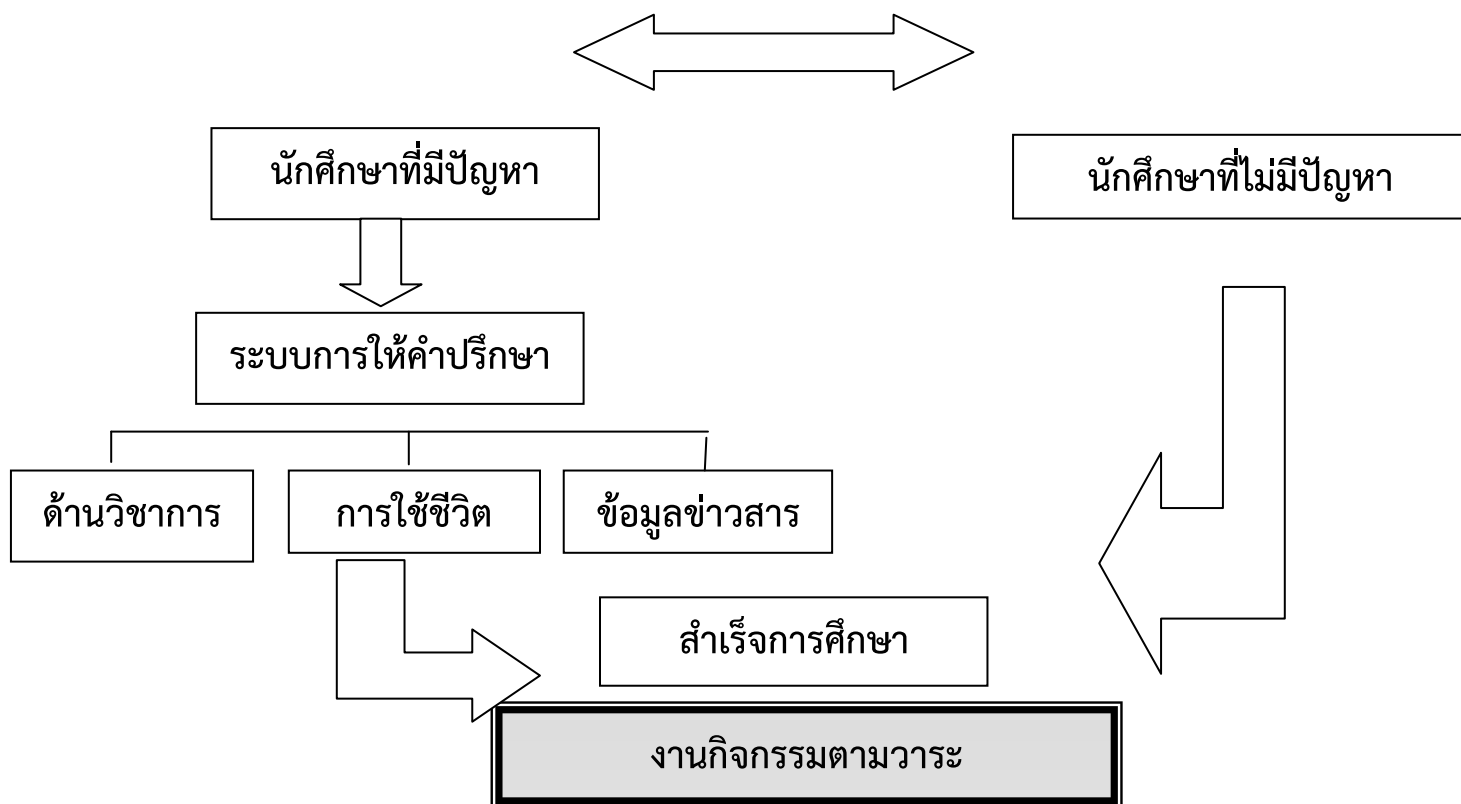 นักศึกษาที่มีปัญหา
นักศึกษาที่ไม่มีปัญหา
ระบบการให้คำปรึกษา
ด้านวิชาการ
การใช้ชีวิต
ข้อมูลข่าวสาร
สำเร็จการศึกษา
งานกิจกรรมตามวาระ